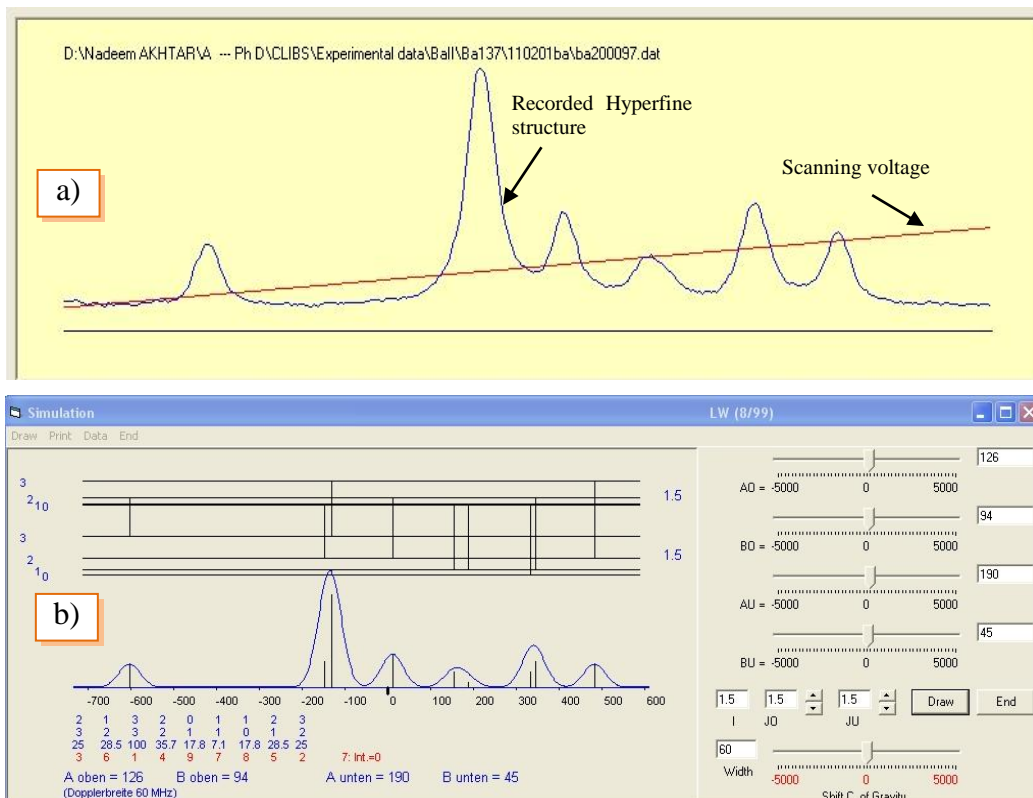 D:\Nadeem AKHTAR\A --- Ph D\CLIBS\Experimental data\BaII\Ba137\110201ba\ba200097.dat
Recorded Hyperfine
structure
Scanning voltage
a)
Simulation LW (8/99)
Draw Print Data End
3
2 1 0
1.5
3
2
1 0
1.5
b)
-700 -600 -500 -400 -300 -200 -100 0 100 200 300 400 500 600
2 1 3 2 0 1 1 2 3
3 2 3 2 1 1 0 1 2
25 28.5 100 35.7 17.8 7.1 17.8 28.5 25
3 6 1 4 9 7 8 5 2 7: Int.=0
A oben = 126 B oben = 94 A unten = 190 B unten = 45
(Dopplerbreite 60 MHz)
126
AO = -5000 0 5000
94
BO = -5000 0 5000
190
AU = -5000 0 5000
45
BU = -5000 0 5000
1.5 1.5 1.5 Draw End
I JO JU
60
Width -5000 0 5000
Shift C. of Gravity